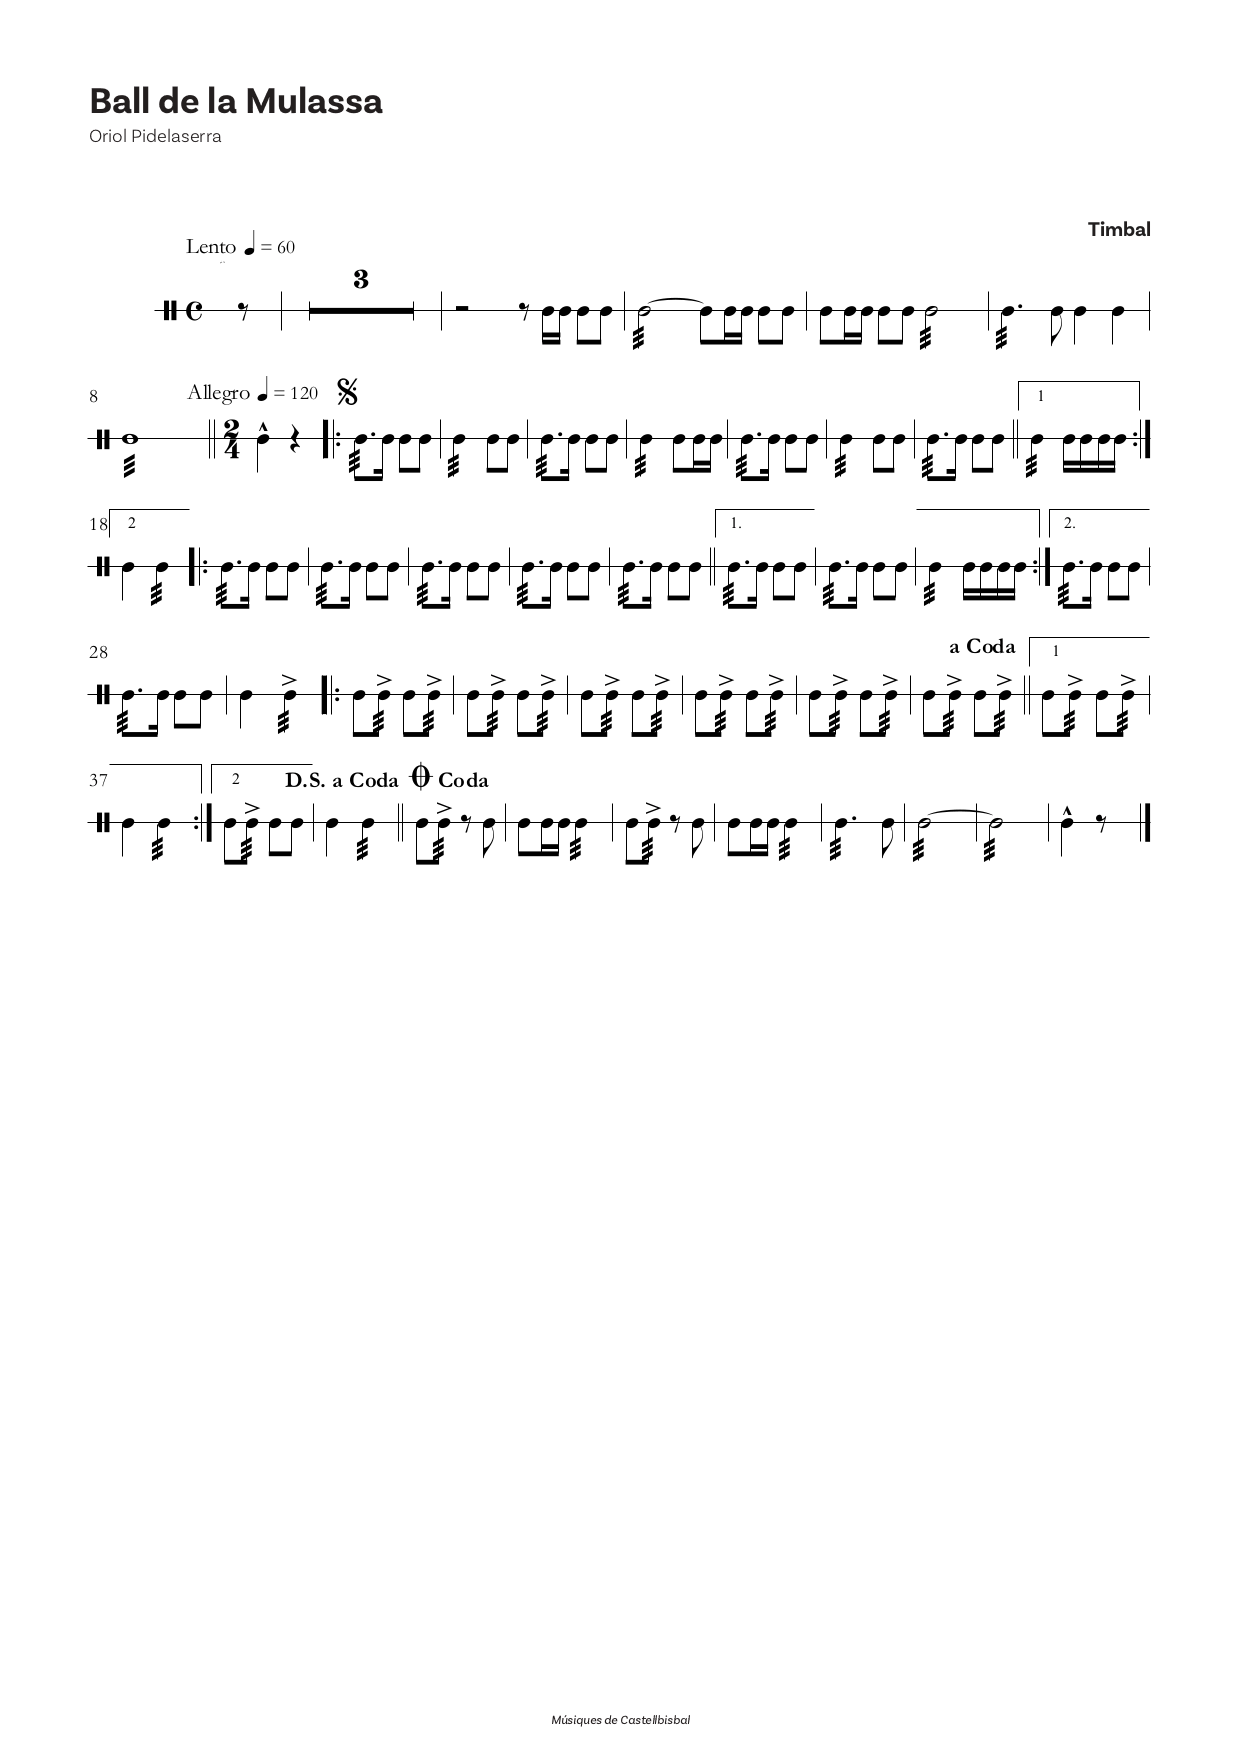 Ball de la Mulassa
Oriol Pidelaserra
Timbal
Lento ♩ = 60
3
8
Allegro ♩ = 120
2
4
1
18
2
1.
2.
28
a Coda
1
37
2
D.S. a Coda
Coda
Músiques de Castellbisbal